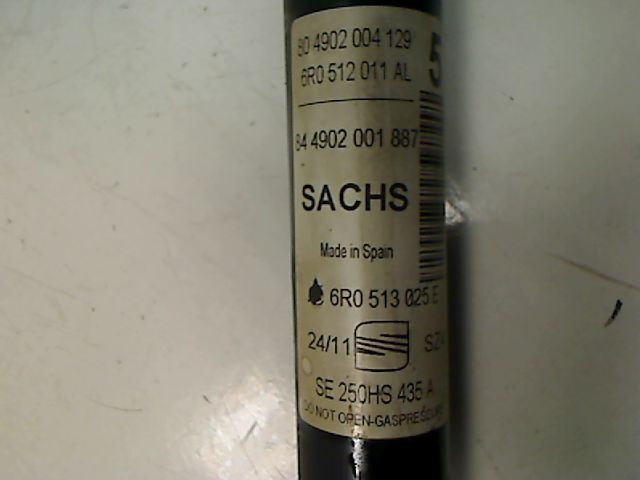 80 4902 004 129
6R0 512 011 AL
5
84 4902 001 887
SACHS
Made in Spain
6R0 513 025 E
24/11
SE 250HS 435 A
DO NOT OPEN-GASPRESSURE